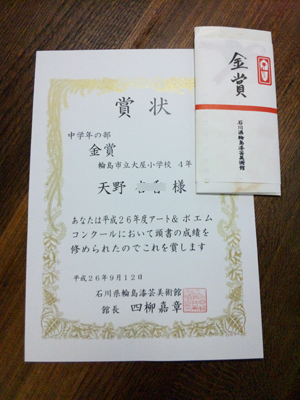 賞状
中学年の部
金賞
輪島市立大屋小学校 4年
天野 様
あなたは平成26年度アート&ポエム
コンクールにおいて頭書の成績を
修められたのでこれを賞します
平成26年9月12日
石川県輪島漆芸美術館
館長 四柳嘉章
金賞
石川県輪島漆芸美術館